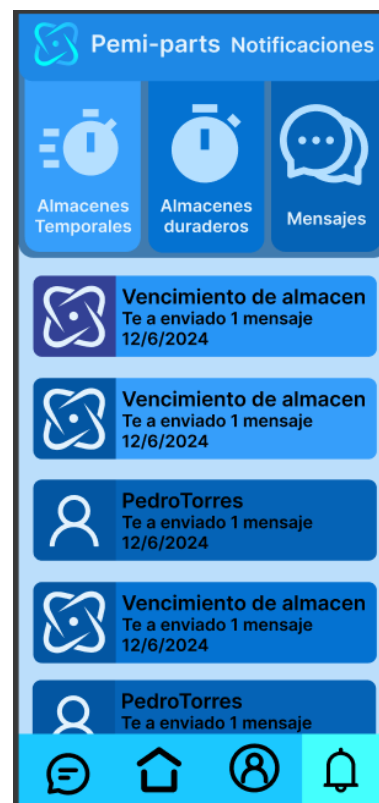 Pemi-parts Notificaciones
Almacenes
Temporales
Almacenes
duraderos
Mensajes
Vencimiento de almacen
Te a enviado 1 mensaje
12/6/2024
Vencimiento de almacen
Te a enviado 1 mensaje
12/6/2024
PedroTorres
Te a enviado 1 mensaje
12/6/2024
Vencimiento de almacen
Te a enviado 1 mensaje
12/6/2024
PedroTorres
Te a enviado 1 mensaje